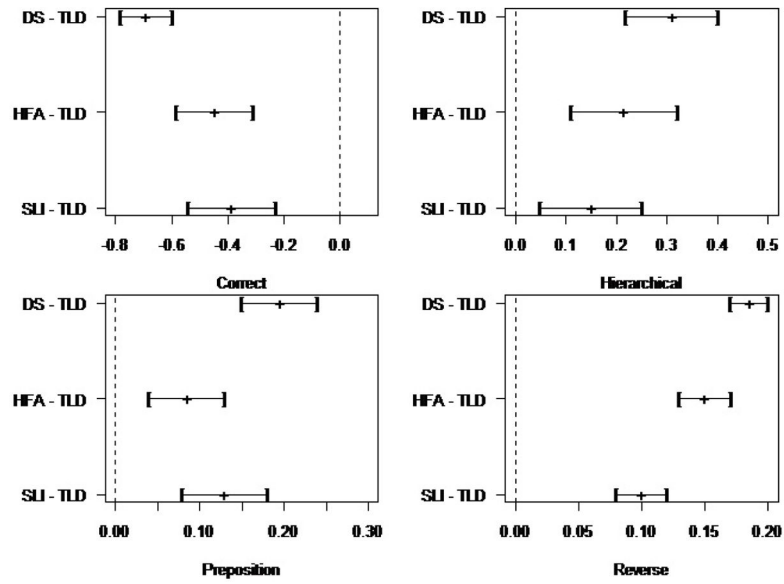 DS - TLD
HFA - TLD
SLI - TLD
-0.8 -0.6 -0.4 -0.2 0.0
Correct
DS - TLD
HFA - TLD
SLI - TLD
0.0 0.1 0.2 0.3 0.4 0.5
Hierarchical
DS - TLD
HFA - TLD
SLI - TLD
0.00 0.10 0.20 0.30
Preposition
DS - TLD
HFA - TLD
SLI - TLD
0.00 0.05 0.10 0.15 0.20
Reverse